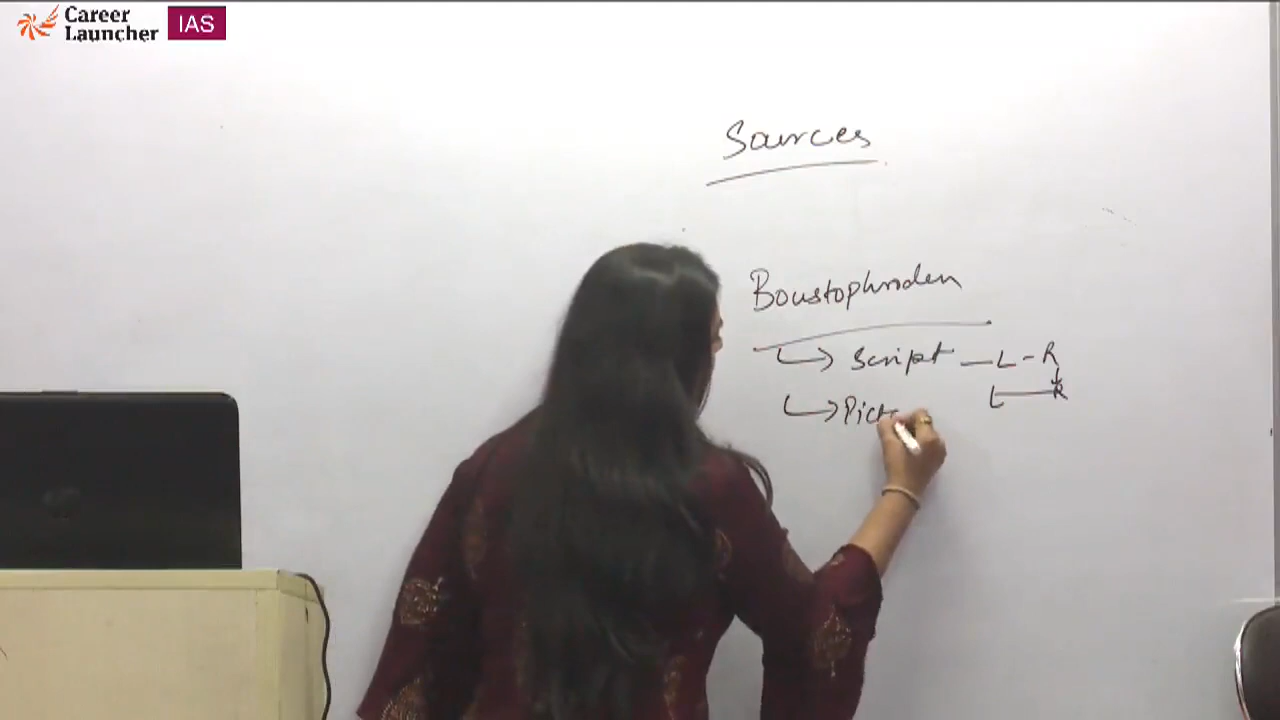 Career
Launcher IAS
Sources
Boustophroden
Script — L - R
L R
Pict